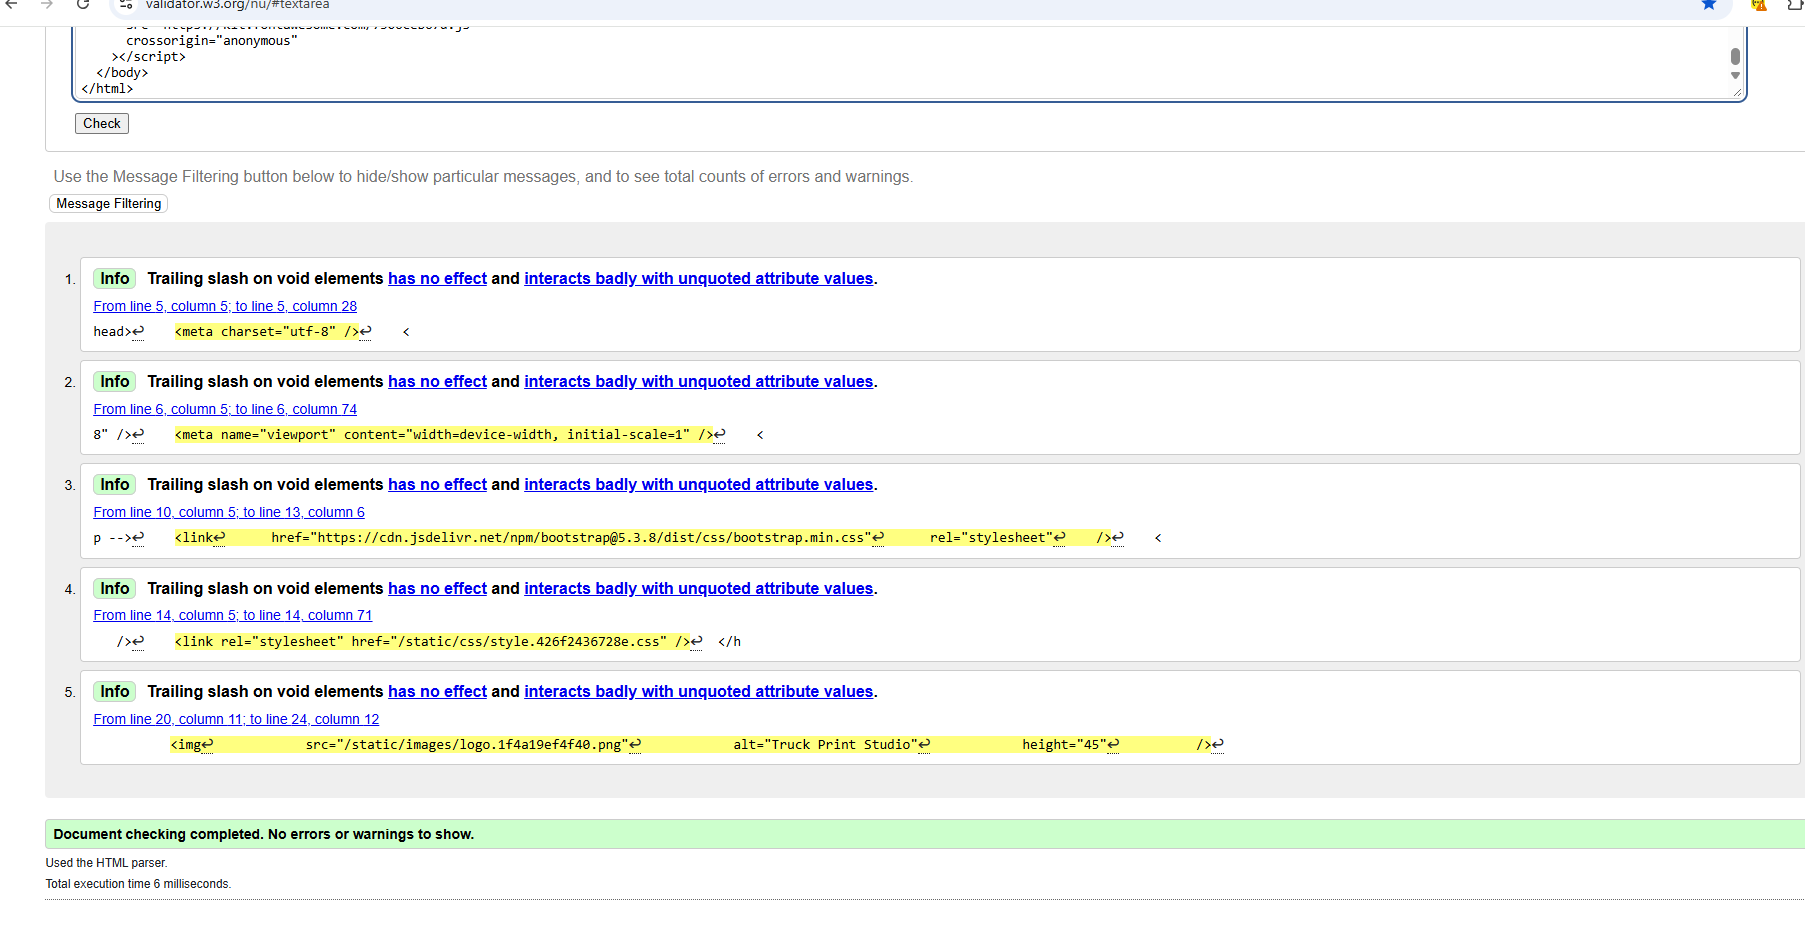 validator.w3.org/nu/#textarea
crossorigin="anonymous"
></script>
</body>
</html>
Check
Use the Message Filtering button below to hide/show particular messages, and to see total counts of errors and warnings.
Message Filtering
1. Info Trailing slash on void elements has no effect and interacts badly with unquoted attribute values.
From line 5, column 5; to line 5, column 28
head>↩ <meta charset="utf-8" />↩ <
2. Info Trailing slash on void elements has no effect and interacts badly with unquoted attribute values.
From line 6, column 5; to line 6, column 74
8" />↩ <meta name="viewport" content="width=device-width, initial-scale=1" />↩ <
3. Info Trailing slash on void elements has no effect and interacts badly with unquoted attribute values.
From line 10, column 5; to line 13, column 6
p -->↩ <link↩ href="https://cdn.jsdelivr.net/npm/bootstrap@5.3.8/dist/css/bootstrap.min.css"↩ rel="stylesheet"↩ />↩ <
4. Info Trailing slash on void elements has no effect and interacts badly with unquoted attribute values.
From line 14, column 5; to line 14, column 71
/>↩ <link rel="stylesheet" href="/static/css/style.426f2436728e.css" />↩ </h
5. Info Trailing slash on void elements has no effect and interacts badly with unquoted attribute values.
From line 20, column 11; to line 24, column 12
<img↩ src="/static/images/logo.1f4a19ef4f40.png"↩ alt="Truck Print Studio"↩ height="45"↩ />↩
Document checking completed. No errors or warnings to show.
Used the HTML parser.
Total execution time 6 milliseconds.